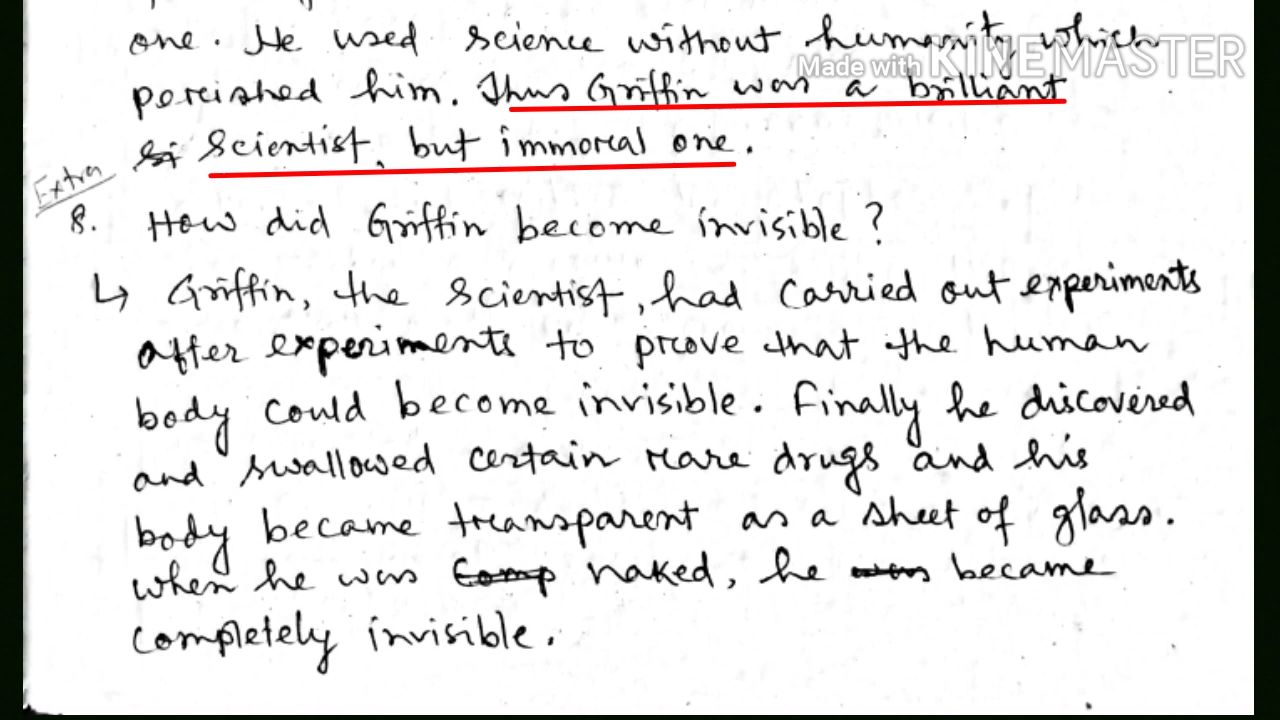 one. He used science without humanity which
Made with KINEMASTER
pereished him. Thus Griffin was a brilliant
Si Scientist, but immoral one.
Extra
8. How did Griffin become invisible?
↳ Griffin, the scientist, had carried out experiments
after experiments to prove that the human
body could become invisible. Finally he discovered
and swallowed certain rare drugs and his
body became transparent as a sheet of glass.
when he was Comp naked, he was became
completely invisible.